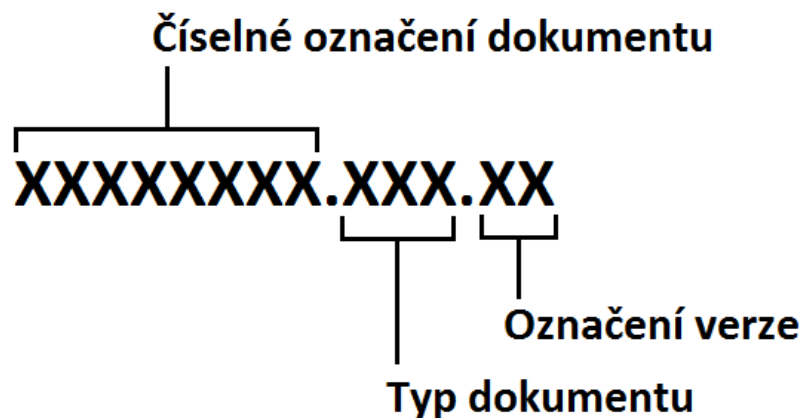 Číselné označení dokumentu
XXXXXXXX.XXX.XX
Označení verze
Typ dokumentu